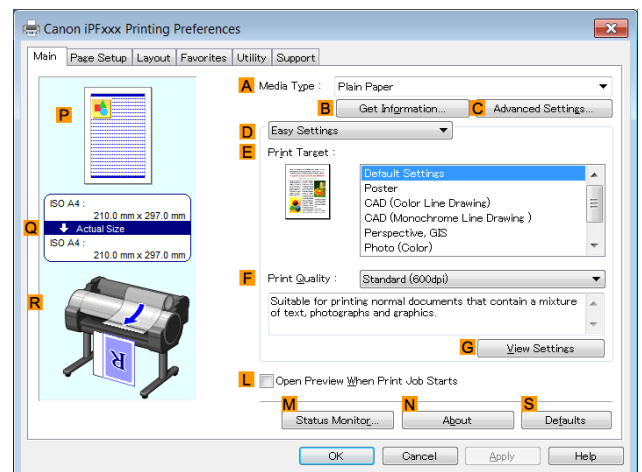 Canon iPFxxx Printing Preferences
Main Page Setup Layout Favorites Utility Support
A Media Type : Plain Paper
B Get Information... C Advanced Settings...
D Easy Settings
E Print Target :
Default Settings
Poster
CAD (Color Line Drawing)
CAD (Monochrome Line Drawing )
Perspective, GIS
Photo (Color)
P
ISO A4 :
210.0 mm x 297.0 mm
Q Actual Size
ISO A4 :
210.0 mm x 297.0 mm
R
R
F Print Quality : Standard (600dpi)
Suitable for printing normal documents that contain a mixture
of text, photographs and graphics.
G View Settings
L Open Preview When Print Job Starts
M N S
Status Monitor... About Defaults
OK Cancel Apply Help